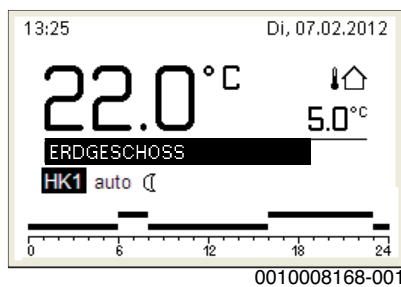 13:25 Di, 07.02.2012
22.0°C
5.0°C
ERDGESCHOSS
HK1 auto
0 6 12 18 24
0010008168-001